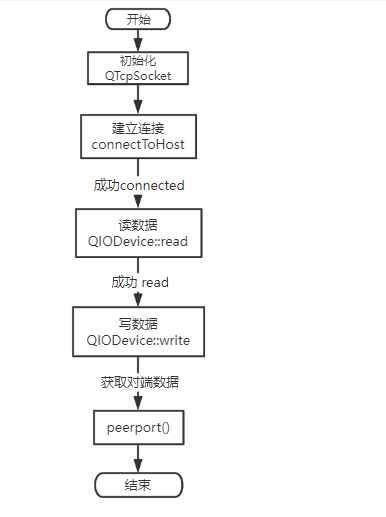 开始
初始化
QTcpSocket
建立连接
connectToHost
成功connected
读数据
QIODevice::read
成功 read
写数据
QIODevice::write
获取对端数据
peerport()
结束